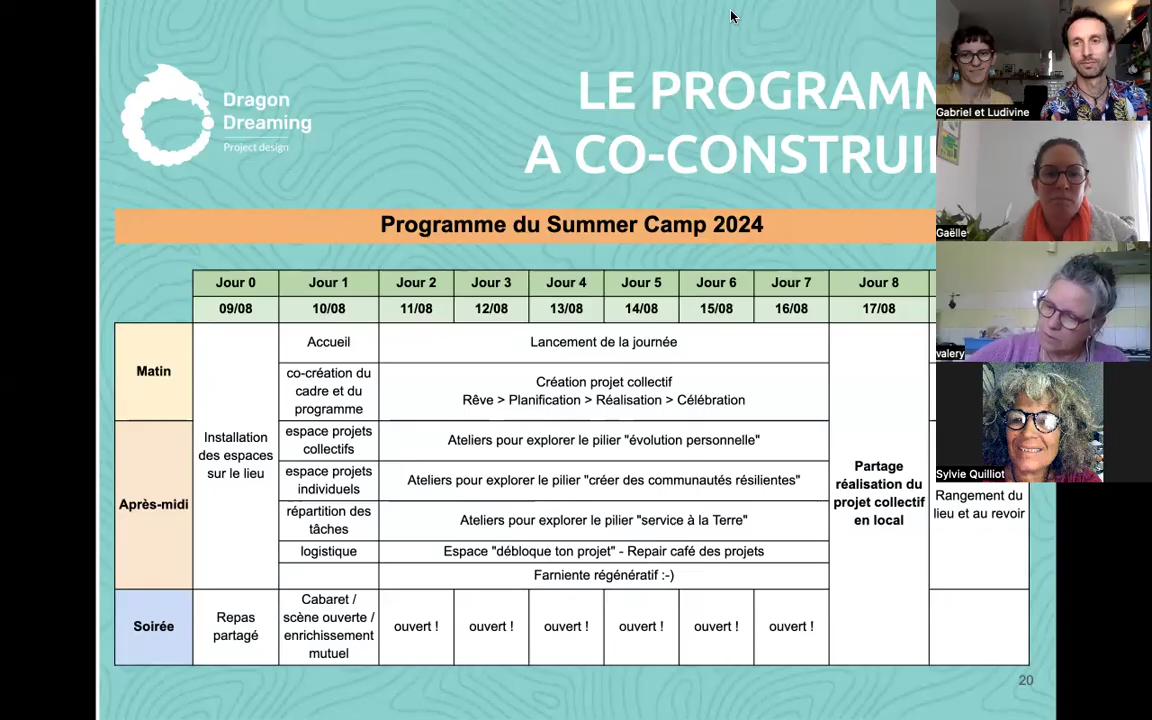 Dragon
Dreaming
Project design
LE PROGRAMM
A CO-CONSTRUI
Programme du Summer Camp 2024
Jour 0 Jour 1 Jour 2 Jour 3 Jour 4 Jour 5 Jour 6 Jour 7 Jour 8
09/08 10/08 11/08 12/08 13/08 14/08 15/08 16/08 17/08
Matin
Installation
des espaces
sur le lieu
Accueil
Lancement de la journée
co-création du
cadre et du
programme
Création projet collectif
Rêve > Planification > Réalisation > Célébration
Après-midi
espace projets
collectifs
Ateliers pour explorer le pilier "évolution personnelle"
espace projets
individuels
Ateliers pour explorer le pilier "créer des communautés résilientes"
répartition des
tâches
Ateliers pour explorer le pilier "service à la Terre"
logistique
Espace "débloque ton projet" - Repair café des projets
Farniente régénératif :-)
Partage
réalisation du
projet collectif
en local
Rangement du
lieu et au revoir
Soirée
Repas
partagé
Cabaret /
scène ouverte /
enrichissement
mutuel
ouvert ! ouvert ! ouvert ! ouvert ! ouvert ! ouvert !
20
Gabriel et Ludivine
Gaëlle
valery
Sylvie Quilliot